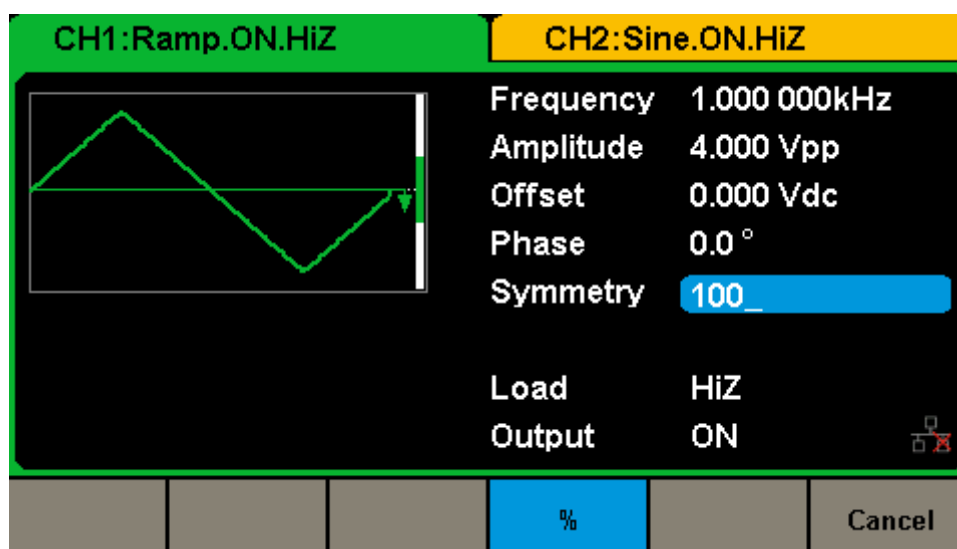 CH1:Ramp.ON.HiZ
CH2:Sine.ON.HiZ
Frequency 1.000 000kHz
Amplitude 4.000 Vpp
Offset 0.000 Vdc
Phase 0.0 °
Symmetry 100_
Load HiZ
Output ON
%
Cancel